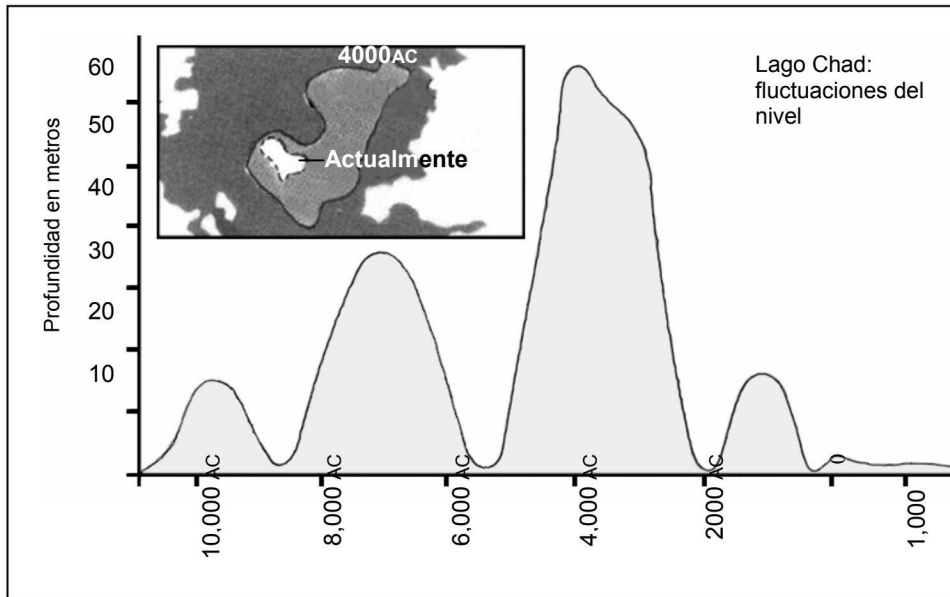 4000AC
Actualmente
Lago Chad:
fluctuaciones del
nivel
Profundidad en metros
60
50
40
30
20
10
10,000 AC
8,000 AC
6,000 AC
4,000 AC
2000 AC
0
1,000